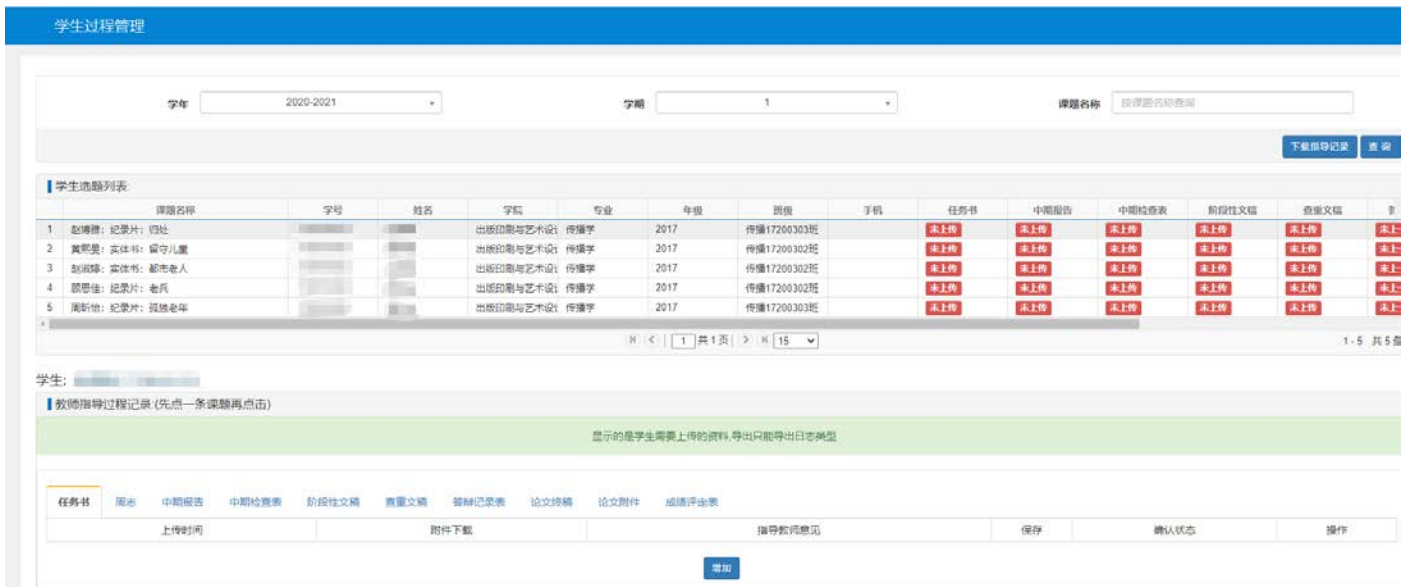 学生过程管理
学年 2020-2021 学期 1 课题名称 按课题名称查询
下载指导记录 查询
学生选题列表:
课题名称 学号 姓名 学院 专业 年级 班级 手机 任务书 中期报告 中期检查表 阶段性文稿 查重文稿
1 赵博雅：纪录片：归处 出版印刷与艺术设计 传播学 2017 传播17200303班 未上传 未上传 未上传 未上传 未上传 未上
2 黄熙昱：实体书：留守儿童 出版印刷与艺术设计 传播学 2017 传播17200302班 未上传 未上传 未上传 未上传 未上传 未上
3 实体书：都市老人 出版印刷与艺术设计 传播学 2017 传播17200302班 未上传 未上传 未上传 未上传 未上传 未上
4 顾思佳：纪录片：老兵 出版印刷与艺术设计 传播学 2017 传播17200302班 未上传 未上传 未上传 未上传 未上传 未上
5 周昕怡：纪录片：孤独老年 出版印刷与艺术设计 传播学 2017 传播17200303班 未上传 未上传 未上传 未上传 未上传 未上
1 共1页 15 1-5 共5条
学生:
教师指导过程记录:(先点一条课题再点击)
显示的是学生需要上传的资料,导出只能导出日志类型
任务书 周志 中期报告 中期检查表 阶段性文稿 查重文稿 答辩记录表 论文终稿 论文附件 成绩评定表
上传时间 附件下载 指导教师意见 保存 确认状态 操作
增加